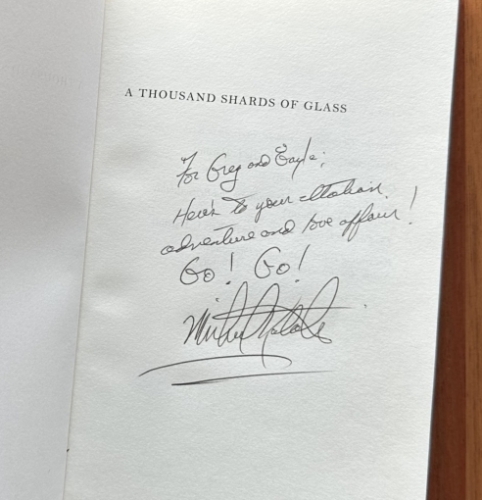 A THOUSAND SHARDS OF GLASS
For Greg and Gayle;
Here's to your Italian
adventure and love affair!
Go! Go!